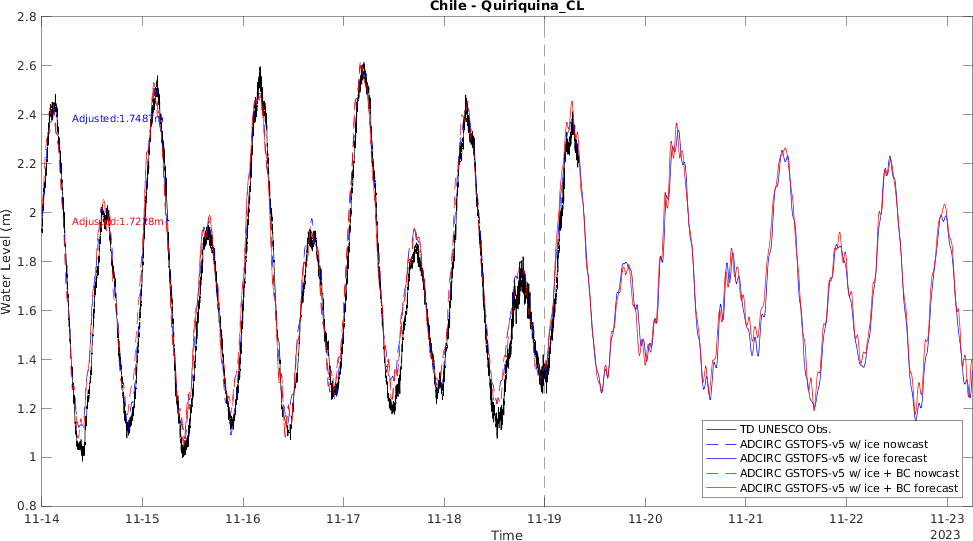 Chile - Quiriquina_CL
2.8
2.6
2.4
2.2
2
1.8
1.6
1.4
1.2
1
0.8
Water Level (m)
Adjusted:1.7487m
Adjusted:1.7228m
TD UNESCO Obs.
ADCIRC GSTOFS-v5 w/ ice nowcast
ADCIRC GSTOFS-v5 w/ ice forecast
ADCIRC GSTOFS-v5 w/ ice + BC nowcast
ADCIRC GSTOFS-v5 w/ ice + BC forecast
11-14 11-15 11-16 11-17 11-18 11-19 11-20 11-21 11-22 11-23
2023
Time